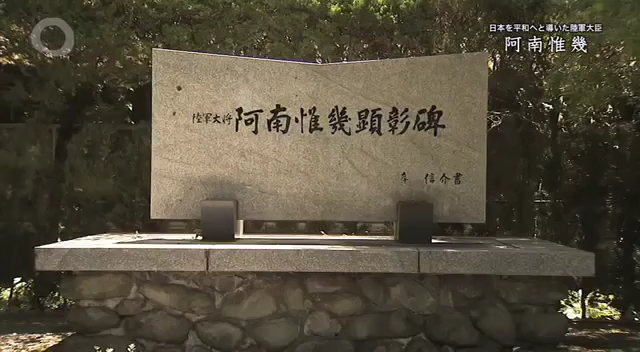 日本を平和へと導いた陸軍大臣
阿南惟幾
陸軍大将 阿南惟幾顕彰碑
信介書